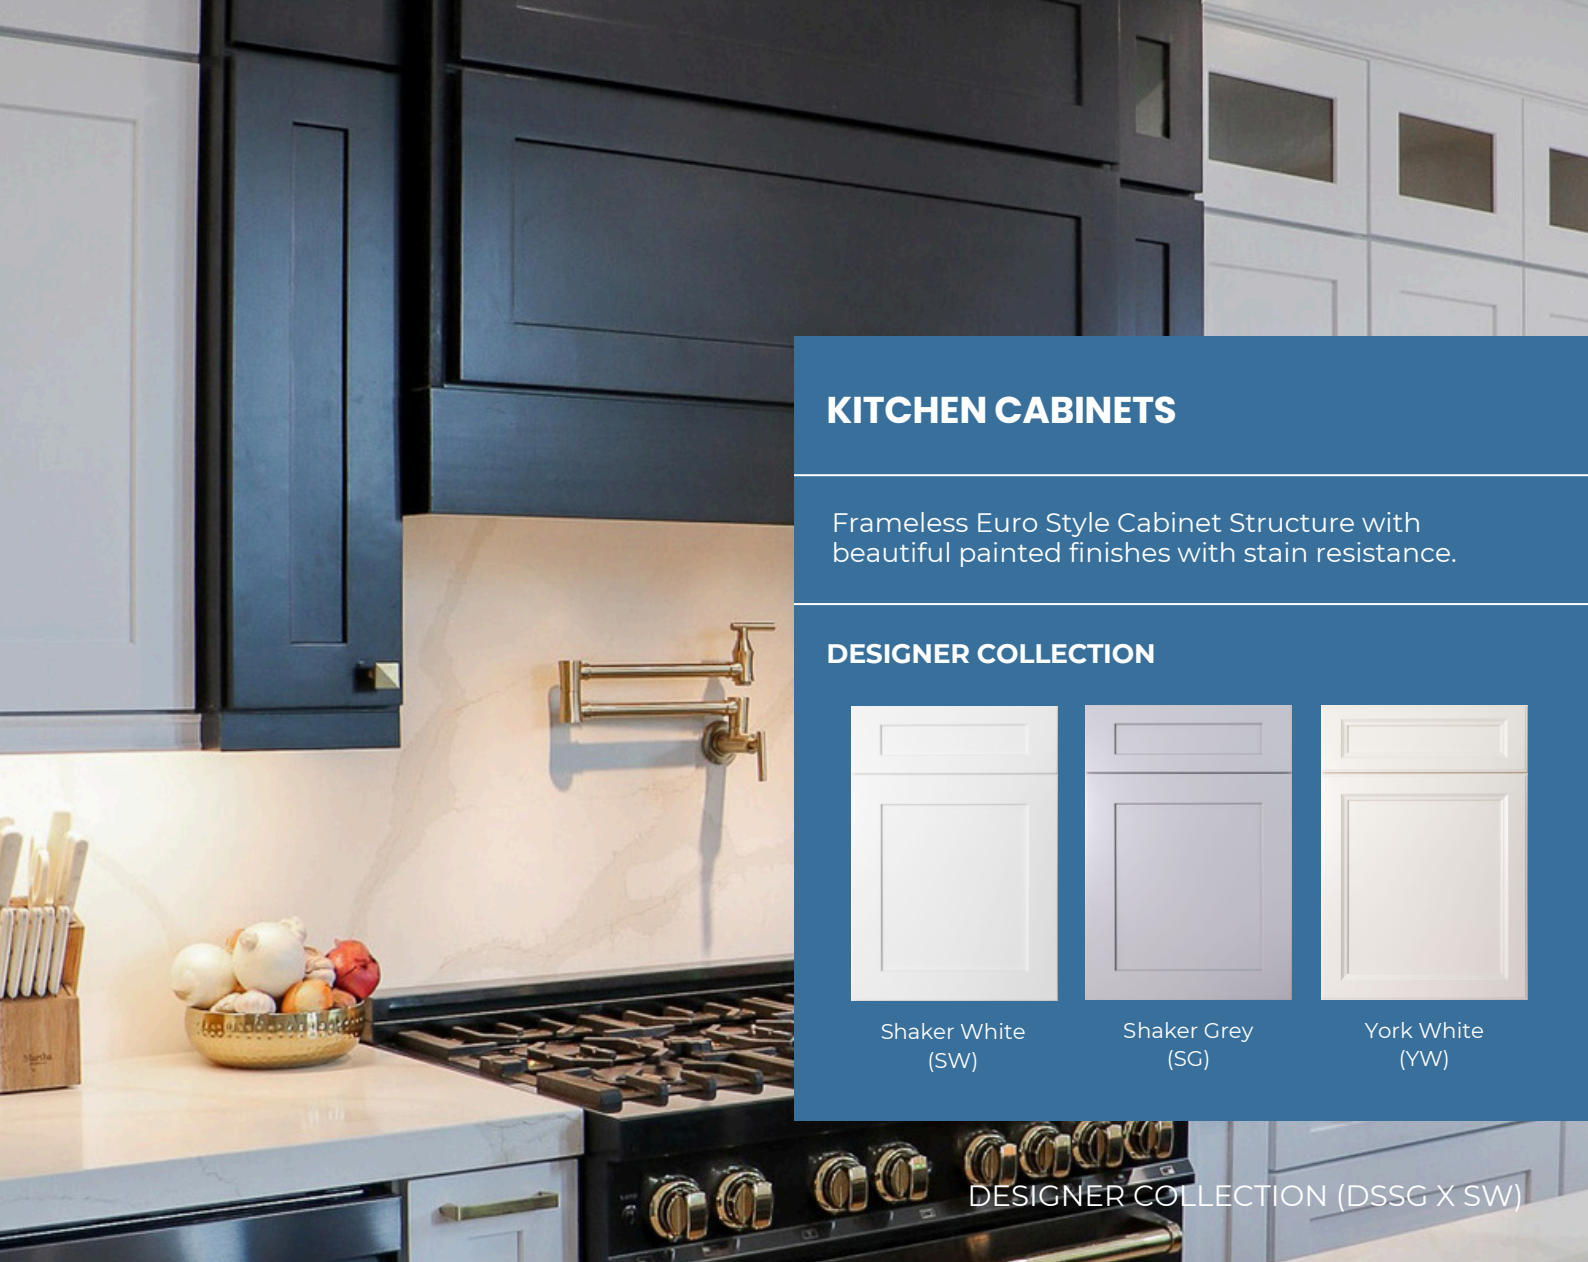 KITCHEN CABINETS
Frameless Euro Style Cabinet Structure with
beautiful painted finishes with stain resistance.
DESIGNER COLLECTION
Shaker White
(SW)
Shaker Grey
(SG)
York White
(YW)
Martha
DESIGNER COLLECTION (DSSG X SW)